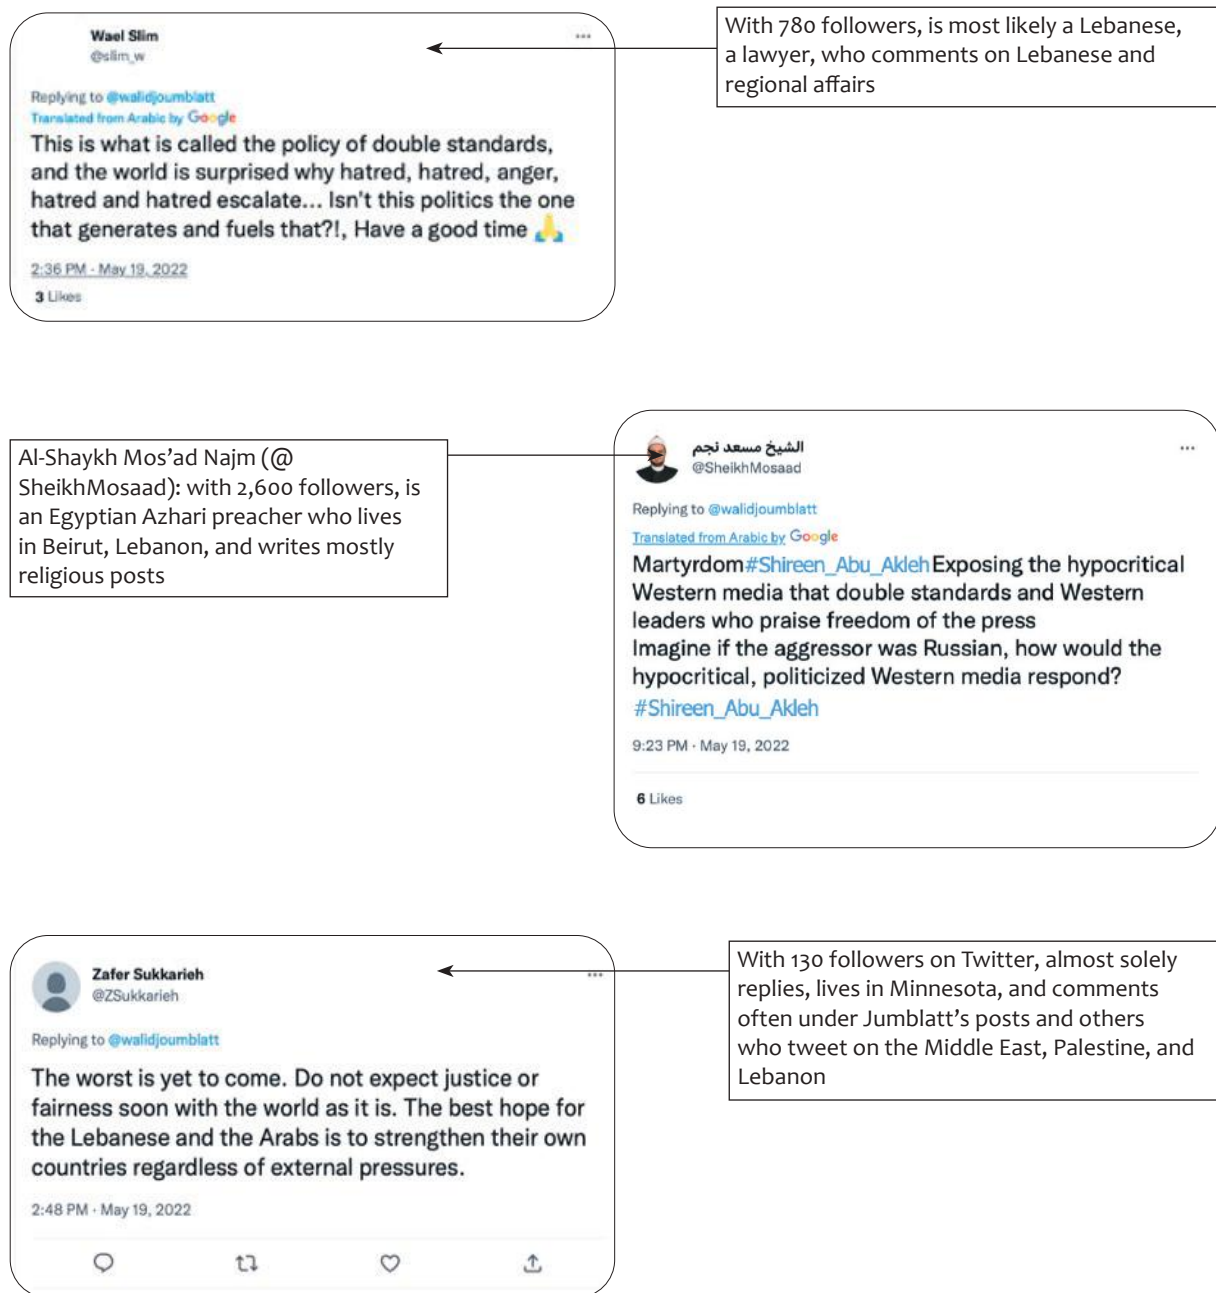 Wael Slim
@slim_w
Replying to @walidjoumblatt
Translated from Arabic by Google
This is what is called the policy of double standards,
and the world is surprised why hatred, hatred, anger,
hatred and hatred escalate... Isn't this politics the one
that generates and fuels that?!, Have a good time 🙏
2:36 PM · May 19, 2022
3 Likes
With 780 followers, is most likely a Lebanese,
a lawyer, who comments on Lebanese and
regional affairs
Al-Shaykh Mos’ad Najm (@
SheikhMosaad): with 2,600 followers, is
an Egyptian Azhari preacher who lives
in Beirut, Lebanon, and writes mostly
religious posts
الشيخ مسعد نجم
@SheikhMosaad
Replying to @walidjoumblatt
Translated from Arabic by Google
Martyrdom#Shireen_Abu_Akleh Exposing the hypocritical
Western media that double standards and Western
leaders who praise freedom of the press
Imagine if the aggressor was Russian, how would the
hypocritical, politicized Western media respond?
#Shireen_Abu_Akleh
9:23 PM · May 19, 2022
6 Likes
Zafer Sukkarieh
@ZSukkarieh
Replying to @walidjoumblatt
The worst is yet to come. Do not expect justice or
fairness soon with the world as it is. The best hope for
the Lebanese and the Arabs is to strengthen their own
countries regardless of external pressures.
2:48 PM · May 19, 2022
With 130 followers on Twitter, almost solely
replies, lives in Minnesota, and comments
often under Jumblatt’s posts and others
who tweet on the Middle East, Palestine, and
Lebanon